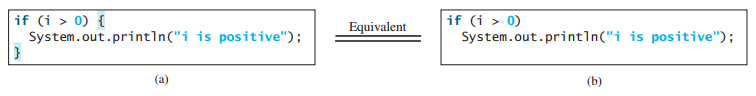 if (i > 0) {
  System.out.println("i is positive");
}
(a)
Equivalent
if (i > 0)
  System.out.println("i is positive");
(b)